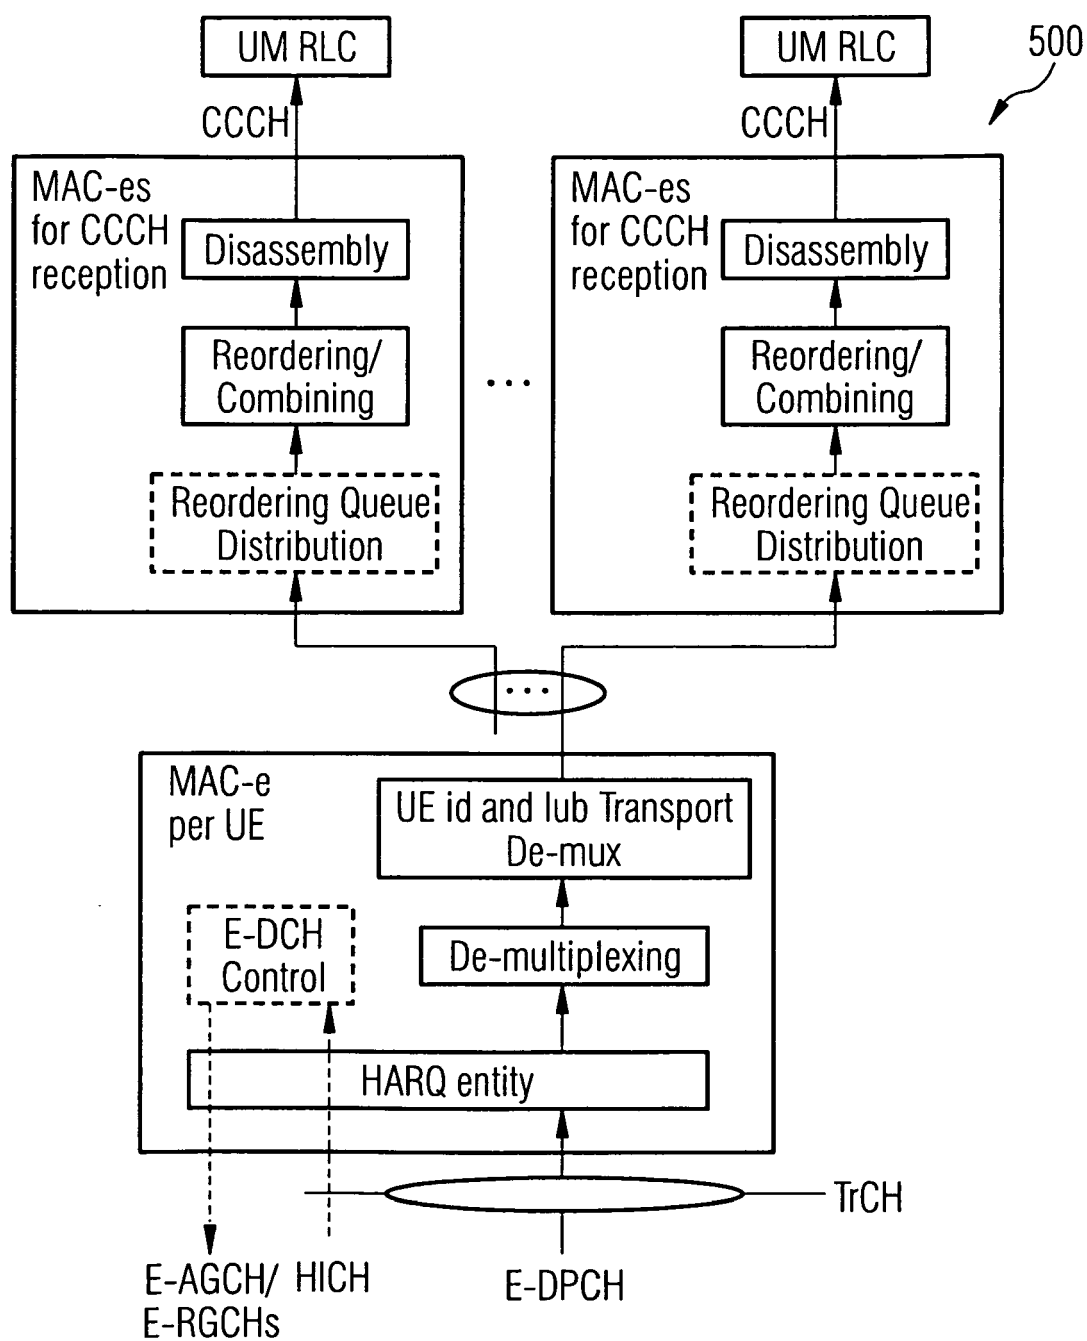 UM RLC
UM RLC
500
CCCH
CCCH
MAC-es
for CCCH
reception
Disassembly
Reordering/
Combining
Reordering Queue
Distribution
...
MAC-es
for CCCH
reception
Disassembly
Reordering/
Combining
Reordering Queue
Distribution
...
MAC-e
per UE
UE id and Iub Transport
De-mux
E-DCH
Control
De-multiplexing
HARQ entity
TrCH
E-AGCH/
E-RGCHs
HICH
E-DPCH